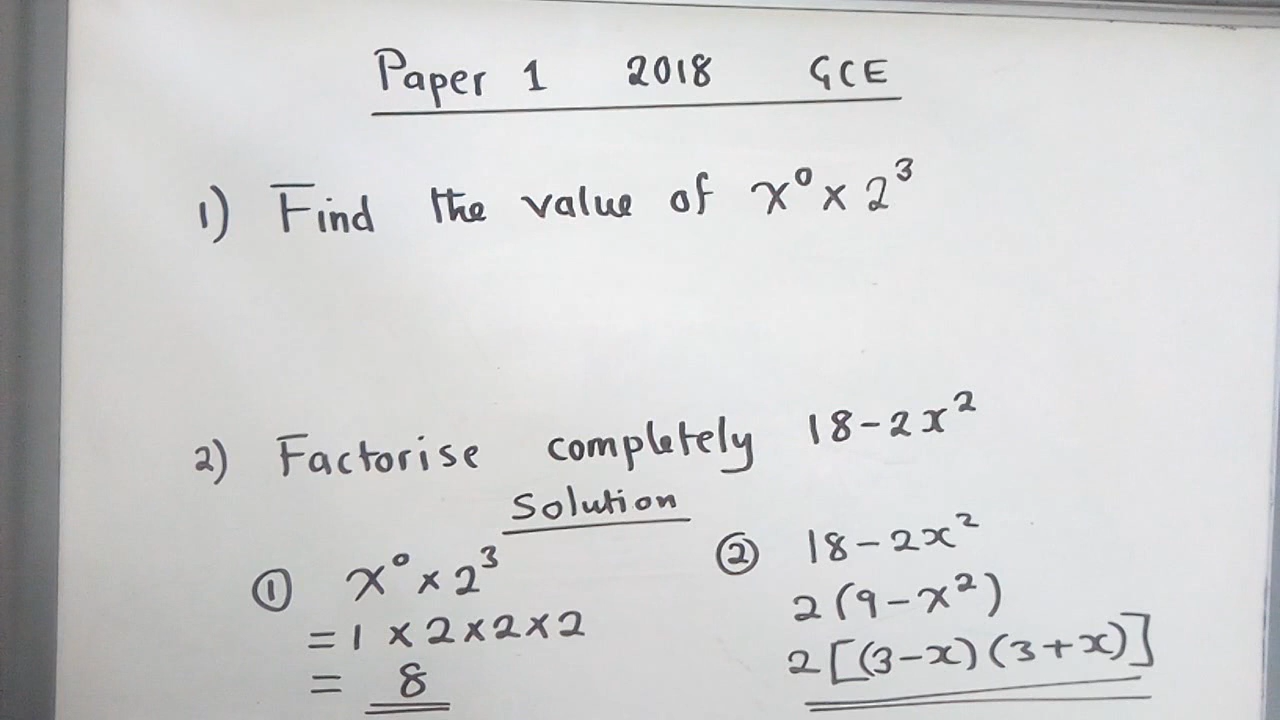 Paper 1 2018 GCE
1) Find the value of x⁰ × 2³
2) Factorise completely 18-2x²
Solution
① x⁰ × 2³
= 1 × 2 × 2 × 2
= 8
② 18-2x²
2(9-x²)
2[(3-x)(3+x)]